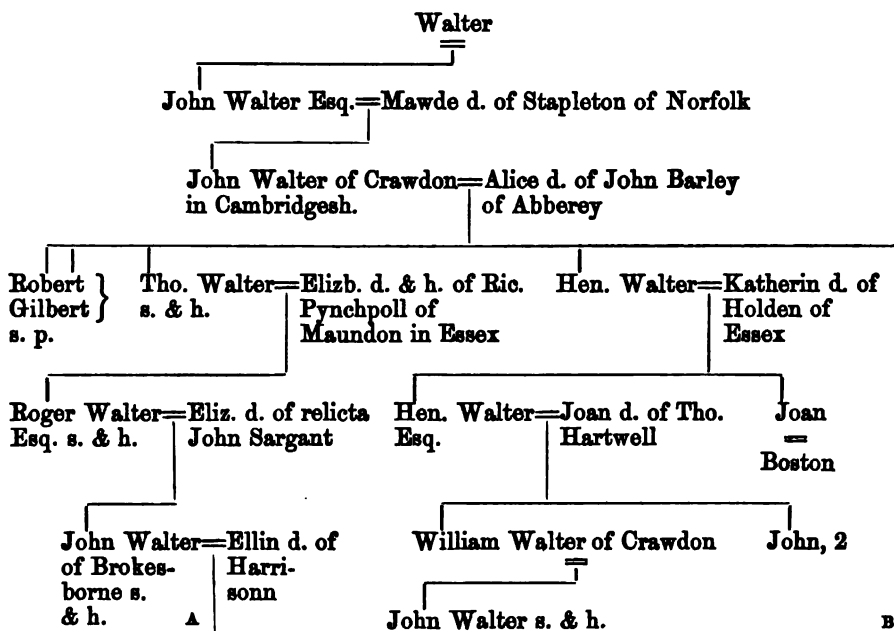 Walter
John Walter Esq.=Mawde d. of Stapleton of Norfolk
John Walter of Crawdon=Alice d. of John Barley
in Cambridgesh. of Abberey
Robert } Tho. Walter=Elizb. d. & h. of Ric. Hen. Walter=Katherin d. of
Gilbert s. & h. Pynchpoll of Holden of
s. p. Maundon in Essex Essex
Roger Walter=Eliz. d. of relicta Hen. Walter=Joan d. of Tho. Joan
Esq. s. & h. John Sargant Esq. Hartwell =
Boston
John Walter=Ellin d. of William Walter of Crawdon John, 2
of Brokes- Harri-
borne s. sonn
& h. A John Walter s. & h. B